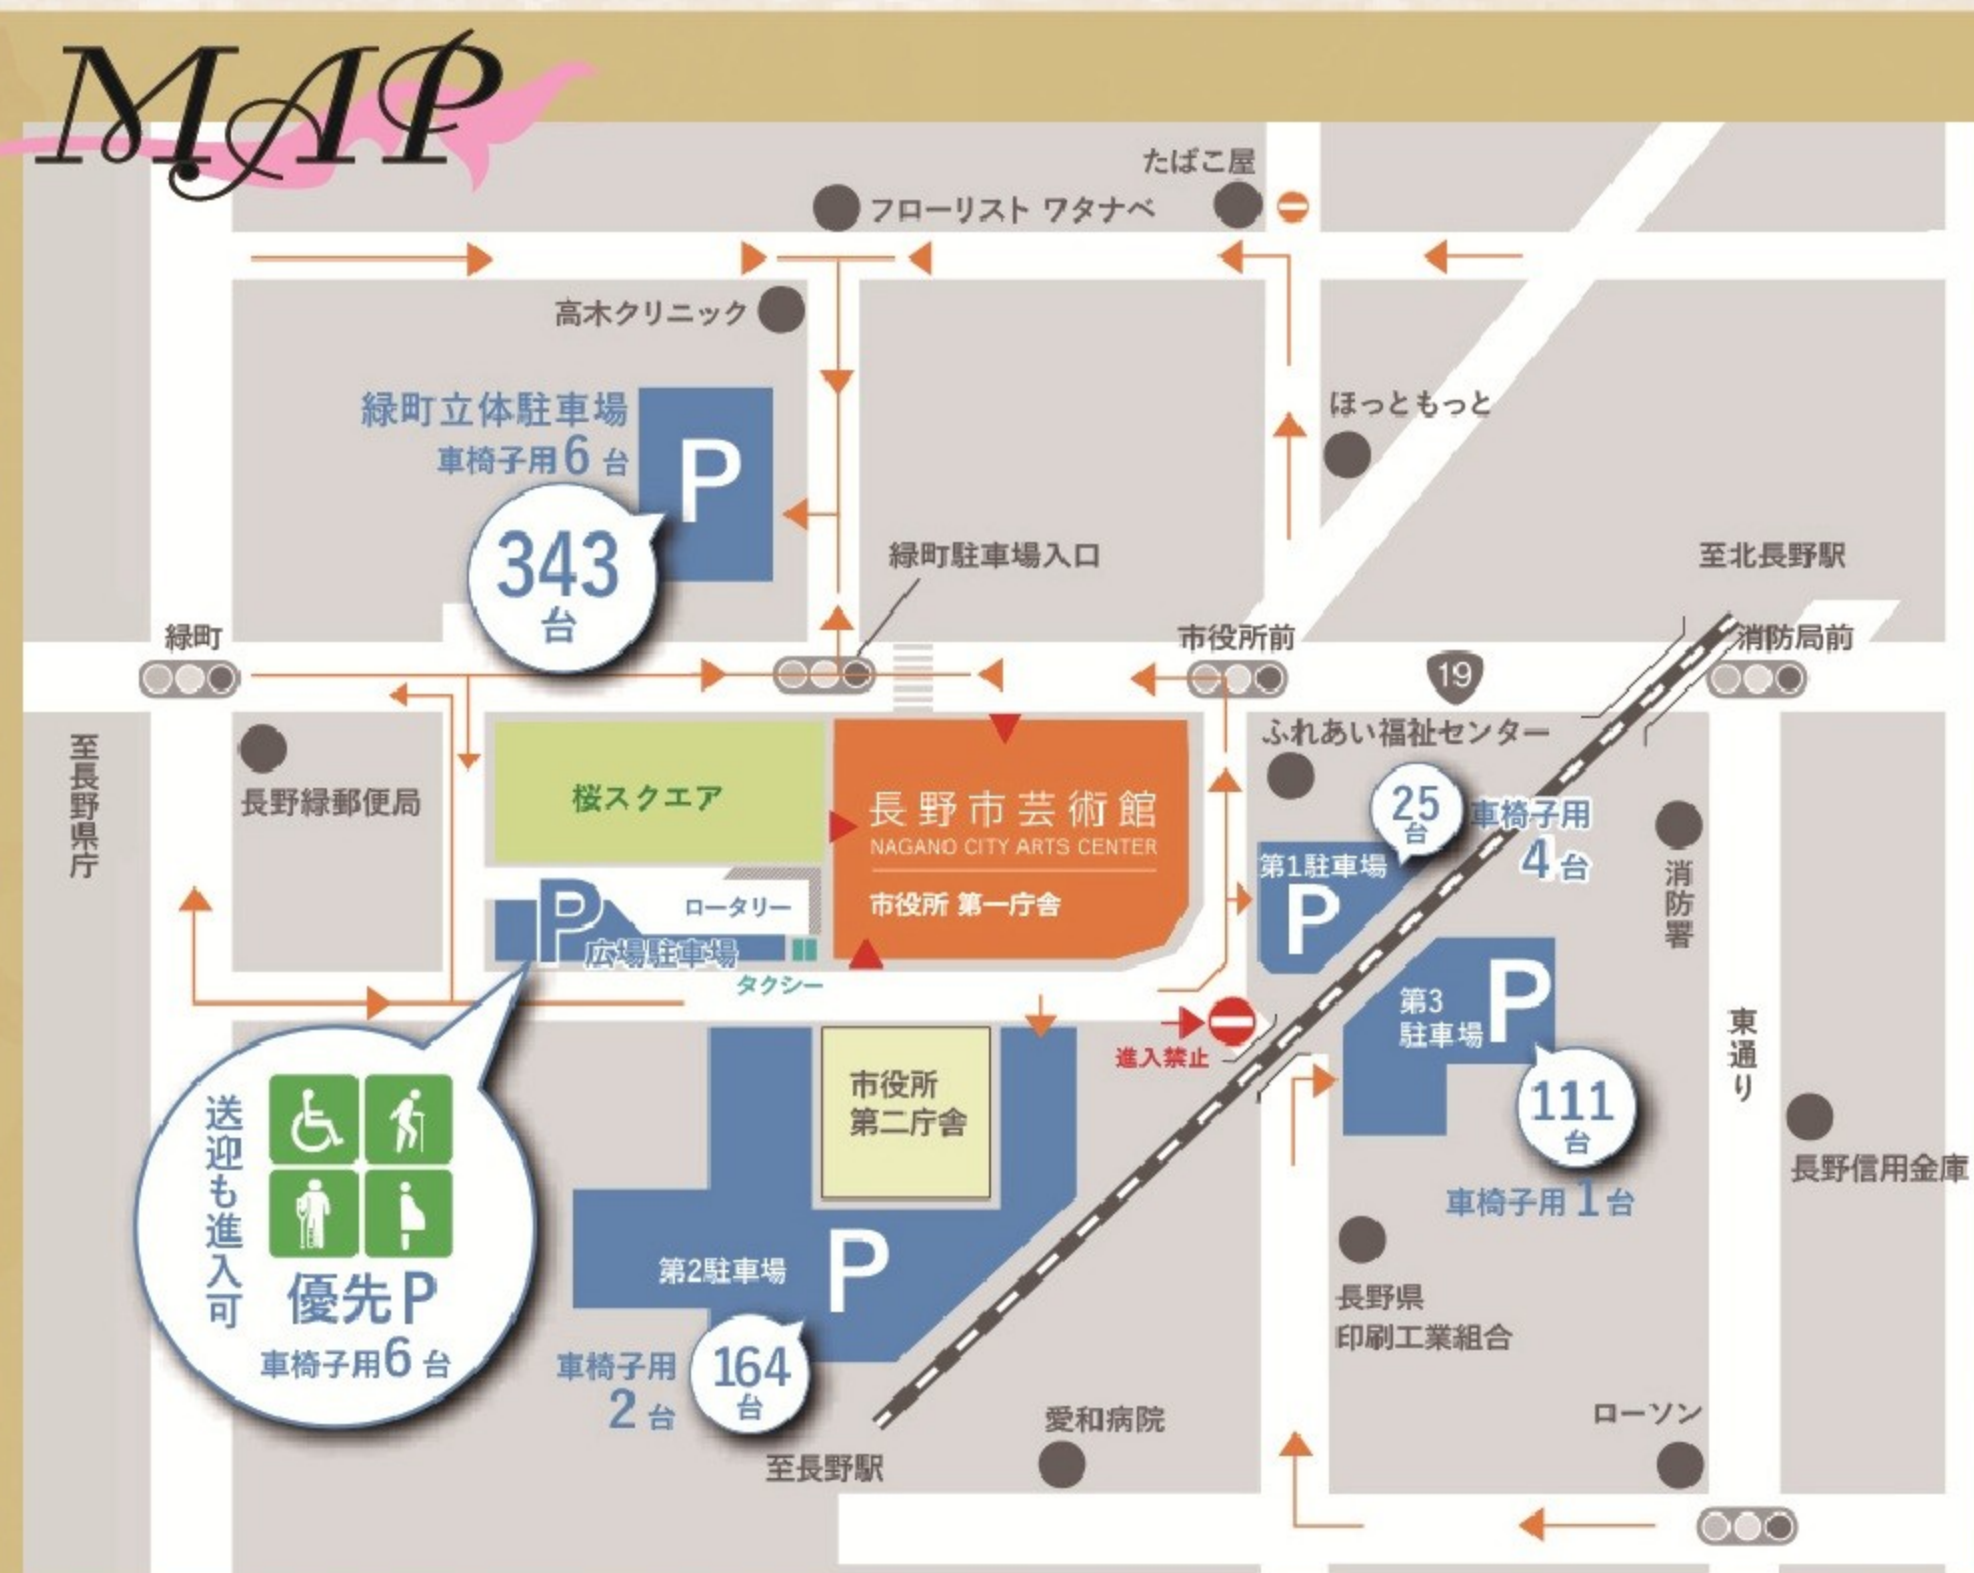 MAP
たばこ屋
フローリスト ワタナベ
高木クリニック
緑町立体駐車場
車椅子用6台
P
343
台
ほっともっと
緑町駐車場入口
至北長野駅
緑町
市役所前
19
消防局前
至長野県庁
長野緑郵便局
桜スクエア
長野市芸術館
NAGANO CITY ARTS CENTER
市役所 第一庁舎
ふれあい福祉センター
25
台
車椅子用
4台
第1駐車場
P
消防署
P
ロータリー
広場駐車場
タクシー
進入禁止
第3
駐車場
P
111
台
車椅子用1台
東通り
市役所
第二庁舎
長野信用金庫
送迎も進入可
優先P
車椅子用6台
第2駐車場
P
車椅子用
2台
164
台
長野県
印刷工業組合
至長野駅
愛和病院
ローソン